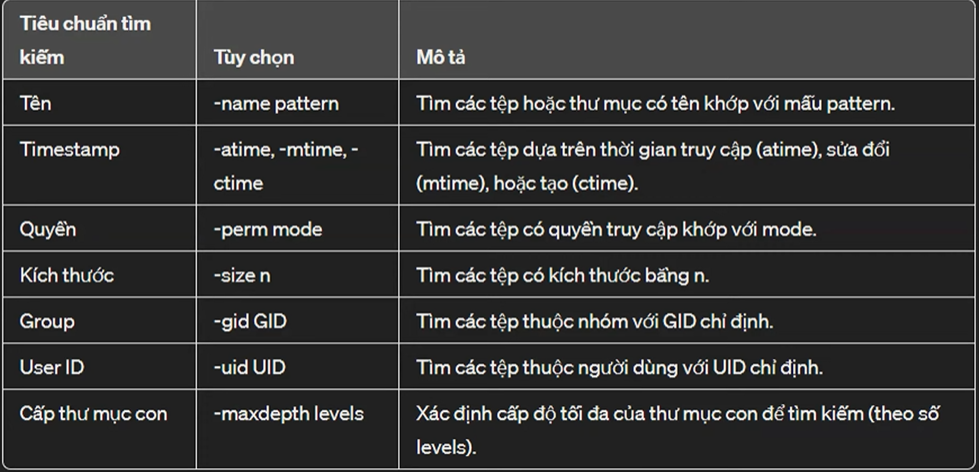 Tiêu chuẩn tìm
kiếm
Tùy chọn
Mô tả
Tên
-name pattern
Tìm các tệp hoặc thư mục có tên khớp với mẫu pattern.
Timestamp
-atime, -mtime, -
ctime
Tìm các tệp dựa trên thời gian truy cập (atime), sửa đổi
(mtime), hoặc tạo (ctime).
Quyền
-perm mode
Tìm các tệp có quyền truy cập khớp với mode.
Kích thước
-size n
Tìm các tệp có kích thước bằng n.
Group
-gid GID
Tìm các tệp thuộc nhóm với GID chỉ định.
User ID
-uid UID
Tìm các tệp thuộc người dùng với UID chỉ định.
Cấp thư mục con
-maxdepth levels
Xác định cấp độ tối đa của thư mục con để tìm kiếm (theo số
levels).